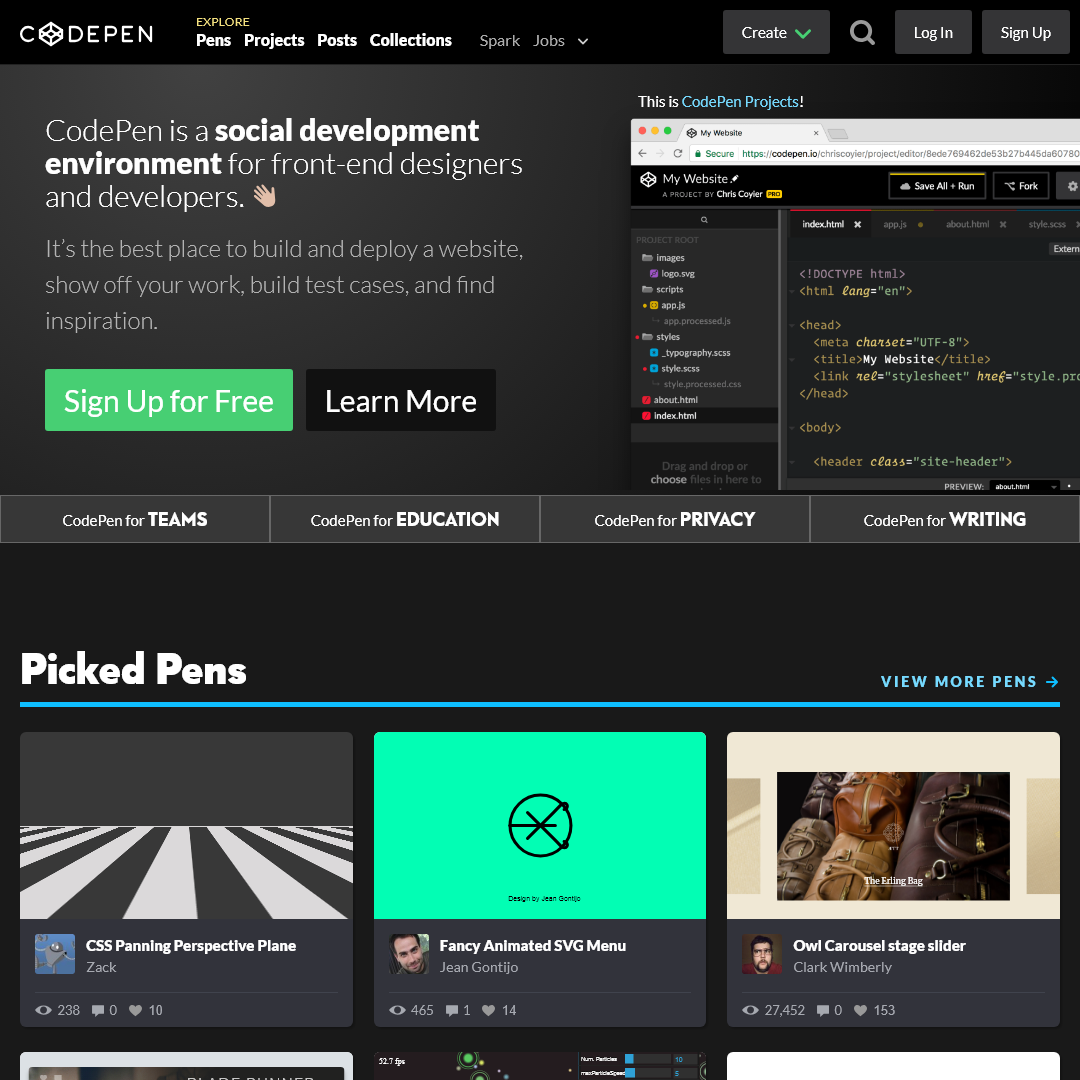 CODEPEN
EXPLORE
Pens Projects Posts Collections Spark Jobs
Create
Log In
Sign Up
CodePen is a social development
environment for front-end designers
and developers.
It's the best place to build and deploy a website,
show off your work, build test cases, and find
inspiration.
Sign Up for Free
Learn More
This is CodePen Projects!
My Website
Secure https://codepen.io/chriscoyier/project/editor/8ede769462de53b27b445da60780
My Website
A PROJECT BY Chris Coyier PRO
Save All + Run
Fork
PROJECT ROOT
images
logo.svg
scripts
app.js
app.processed.js
styles
_typography.scss
style.scss
style.processed.css
about.html
index.html
Drag and drop or
choose files in here to
index.html app.js about.html style.scss
Extern
<!DOCTYPE html>
<html lang="en">
<head>
<meta charset="UTF-8">
<title>My Website</title>
<link rel="stylesheet" href="style.pro
</head>
<body>
<header class="site-header">
PREVIEW: about.html
CodePen for TEAMS
CodePen for EDUCATION
CodePen for PRIVACY
CodePen for WRITING
Picked Pens
VIEW MORE PENS →
CSS Panning Perspective Plane
Zack
238 0 10
Design by Jean Gontijo
Fancy Animated SVG Menu
Jean Gontijo
465 1 14
The Erling Bag
Owl Carousel stage slider
Clark Wimberly
27,452 0 153
BLADE RUNNER
52.7 fps
Num. Particles 10
maxParticleSpeed 5